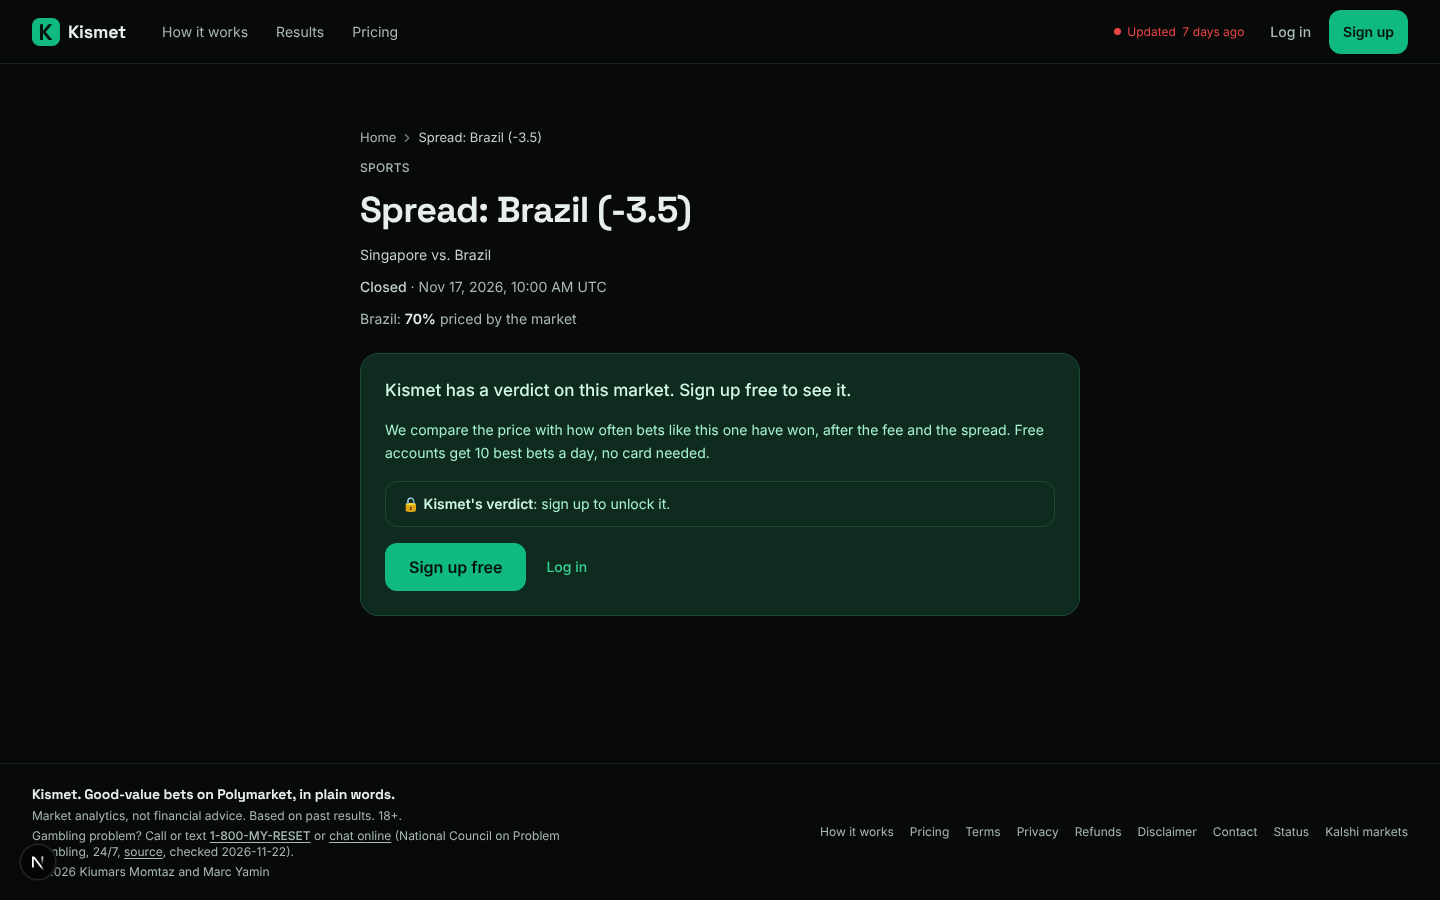 K Kismet How it works Results Pricing Updated 7 days ago Log in Sign up
Home > Spread: Brazil (-3.5)
SPORTS
Spread: Brazil (-3.5)
Singapore vs. Brazil
Closed · Nov 17, 2026, 10:00 AM UTC
Brazil: 70% priced by the market
Kismet has a verdict on this market. Sign up free to see it.
We compare the price with how often bets like this one have won, after the fee and the spread. Free
accounts get 10 best bets a day, no card needed.
🔒 Kismet's verdict: sign up to unlock it.
Sign up free Log in
Kismet. Good-value bets on Polymarket, in plain words.
Market analytics, not financial advice. Based on past results. 18+.
Gambling problem? Call or text 1-800-MY-RESET or chat online (National Council on Problem
mbling, 24/7, source, checked 2026-11-22).
026 Kiumars Momtaz and Marc Yamin
How it works Pricing Terms Privacy Refunds Disclaimer Contact Status Kalshi markets
N